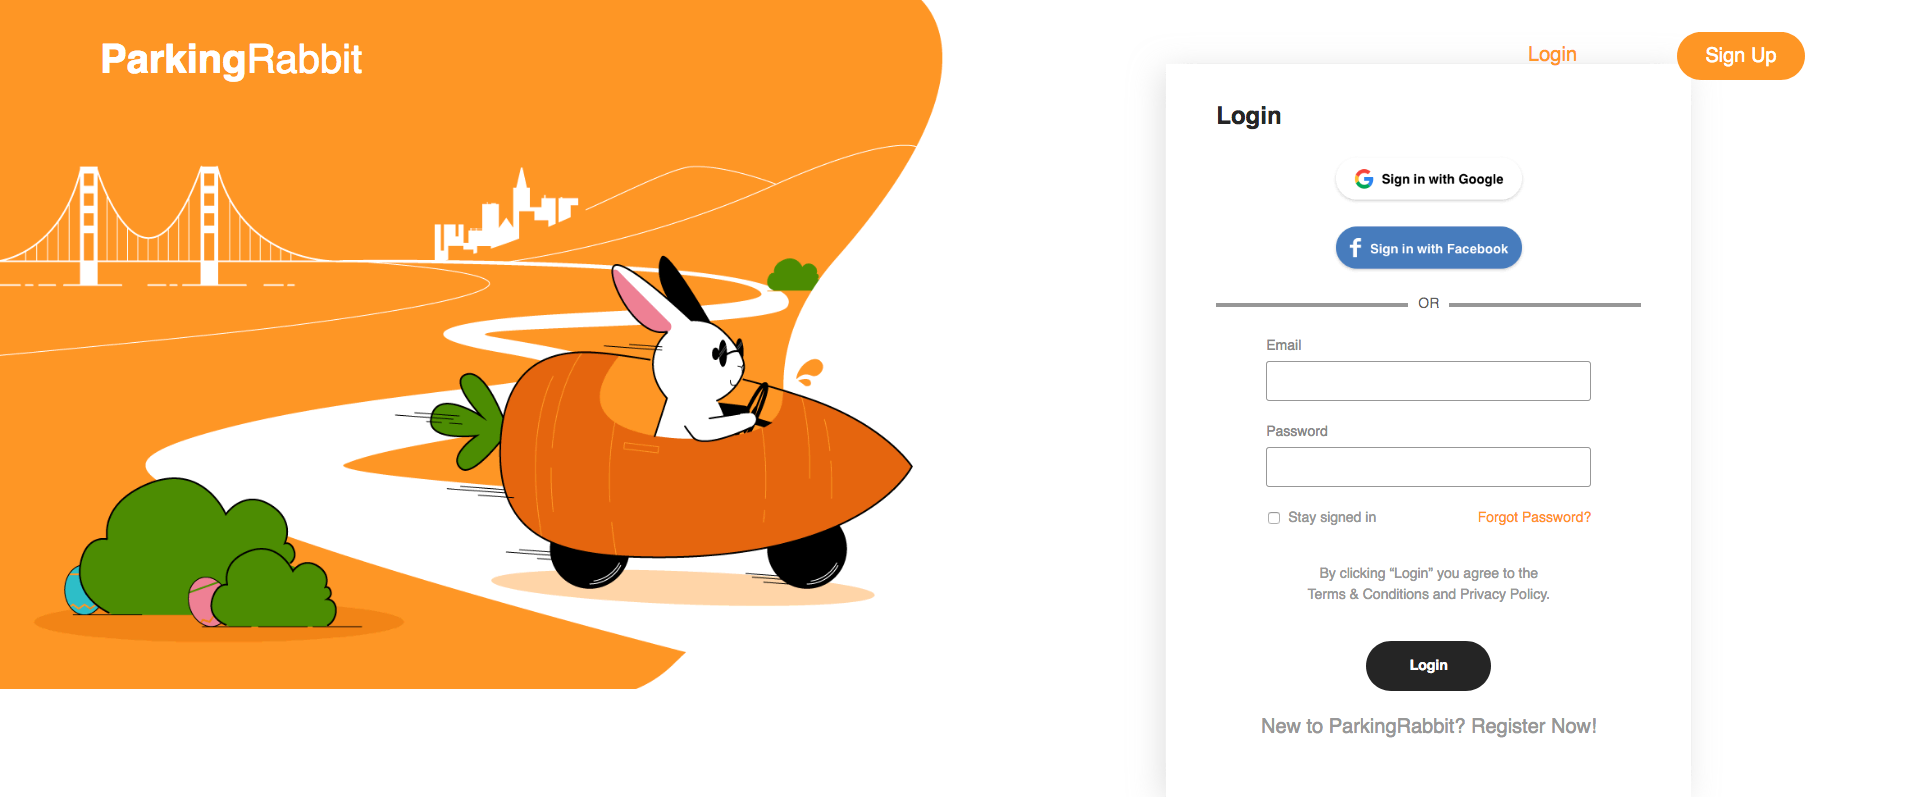 ParkingRabbit
Login
Sign Up
Login
Sign in with Google
Sign in with Facebook
OR
Email
Password
Stay signed in
Forgot Password?
By clicking “Login” you agree to the
Terms & Conditions and Privacy Policy.
Login
New to ParkingRabbit? Register Now!